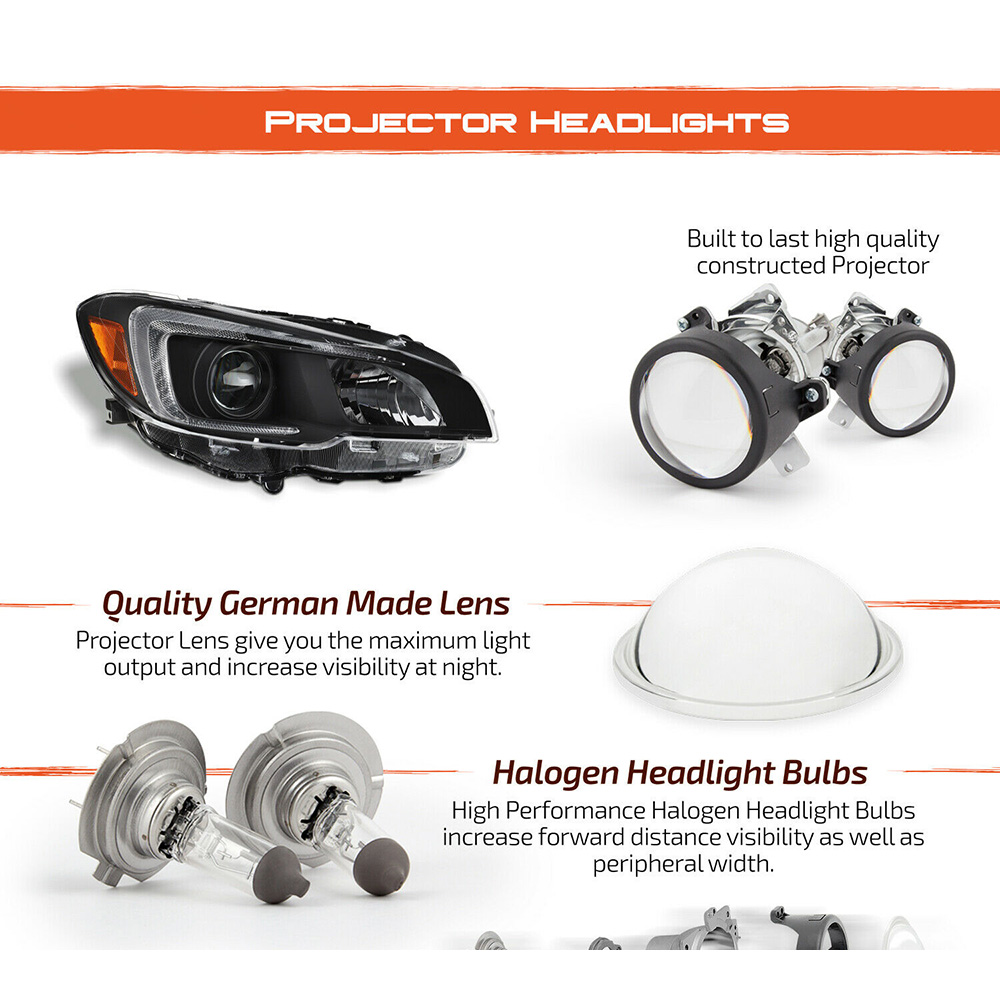 PROJECTOR HEADLIGHTS
Built to last high quality
constructed Projector
Quality German Made Lens
Projector Lens give you the maximum light
output and increase visibility at night.
Halogen Headlight Bulbs
High Performance Halogen Headlight Bulbs
increase forward distance visibility as well as
peripheral width.